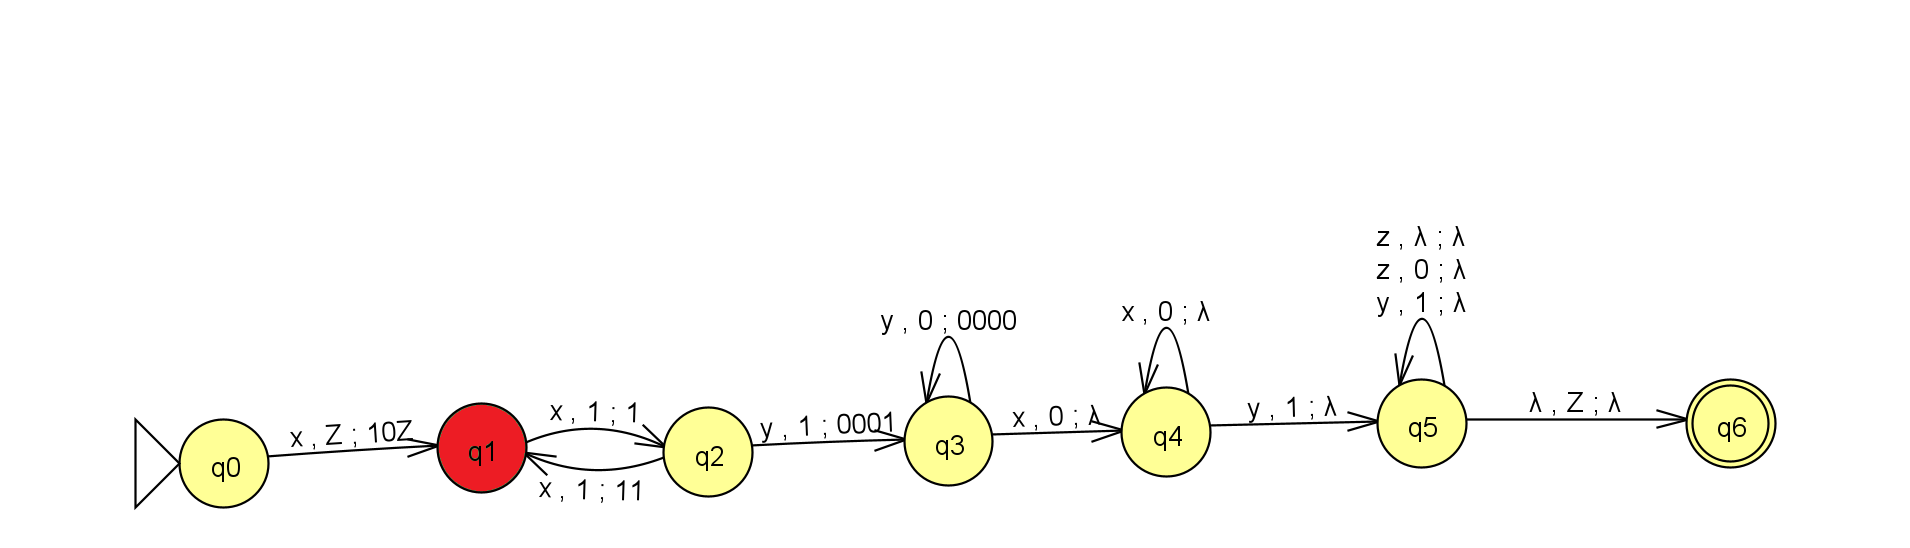 z , λ ; λ
z , 0 ; λ
y , 1 ; λ
y , 0 ; 0000
x , 0 ; λ
x , Z ; 10Z
x , 1 ; 1
y , 1 ; 0001
x , 0 ; λ
y , 1 ; λ
λ , Z ; λ
q0
q1
q2
q3
q4
q5
q6
x , 1 ; 11